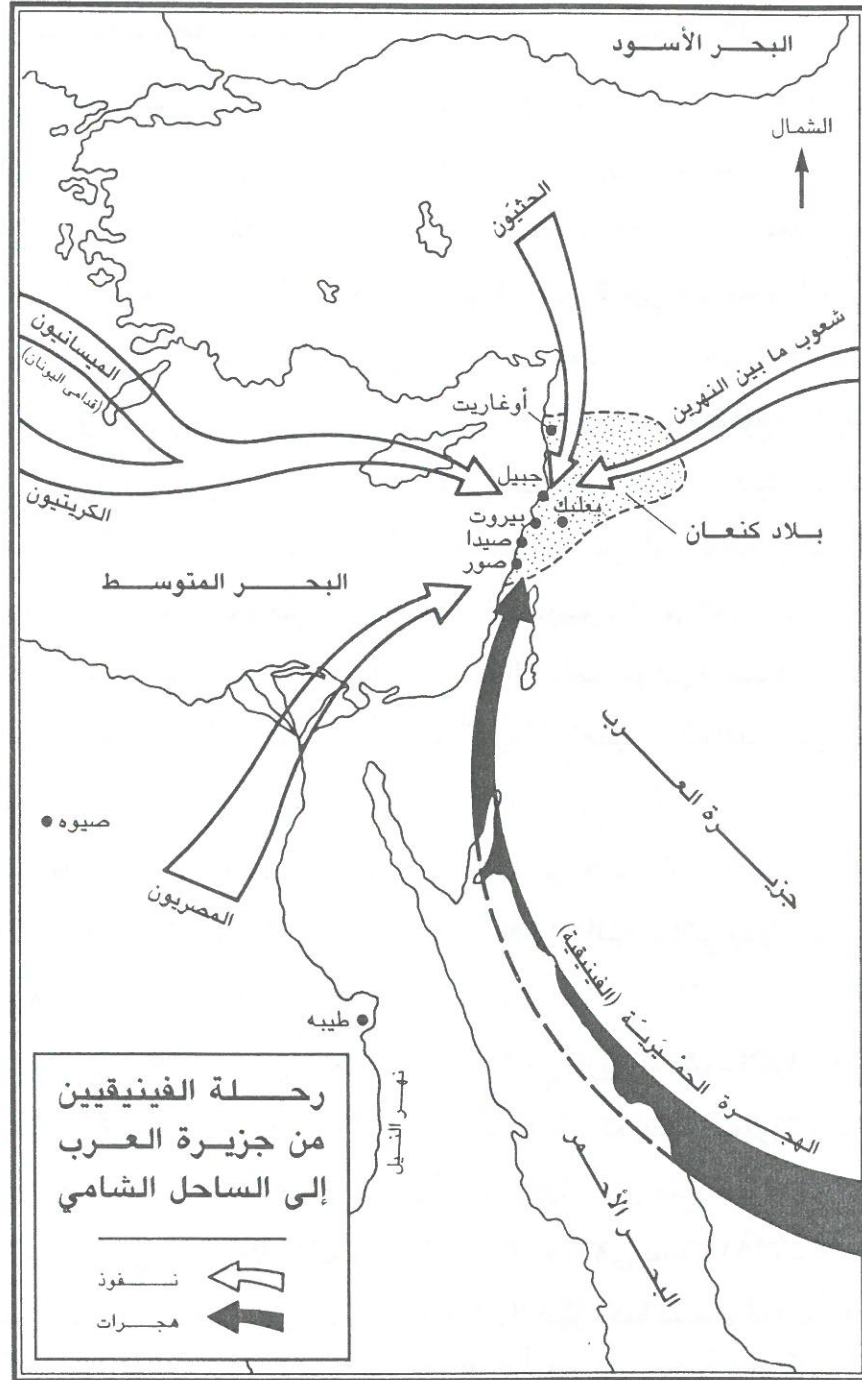 البحر الأسود
الشمال
الحثيون
شعوب ما بين النهرين
الميسانيون
(قدامى اليونان)
الكريتيون
أوغاريت
جبيل
بيروت
معلبك
صيدا
صور
بلاد كنعان
البحر المتوسط
جزيرة العرب
صيوه
المصريون
الهجرة الحميرية (الفينيقية)
طيبه
نهر النيل
البحر الأحمر
رحلة الفينيقيين
من جزيرة العرب
إلى الساحل الشامي
نفوذ
هجرات